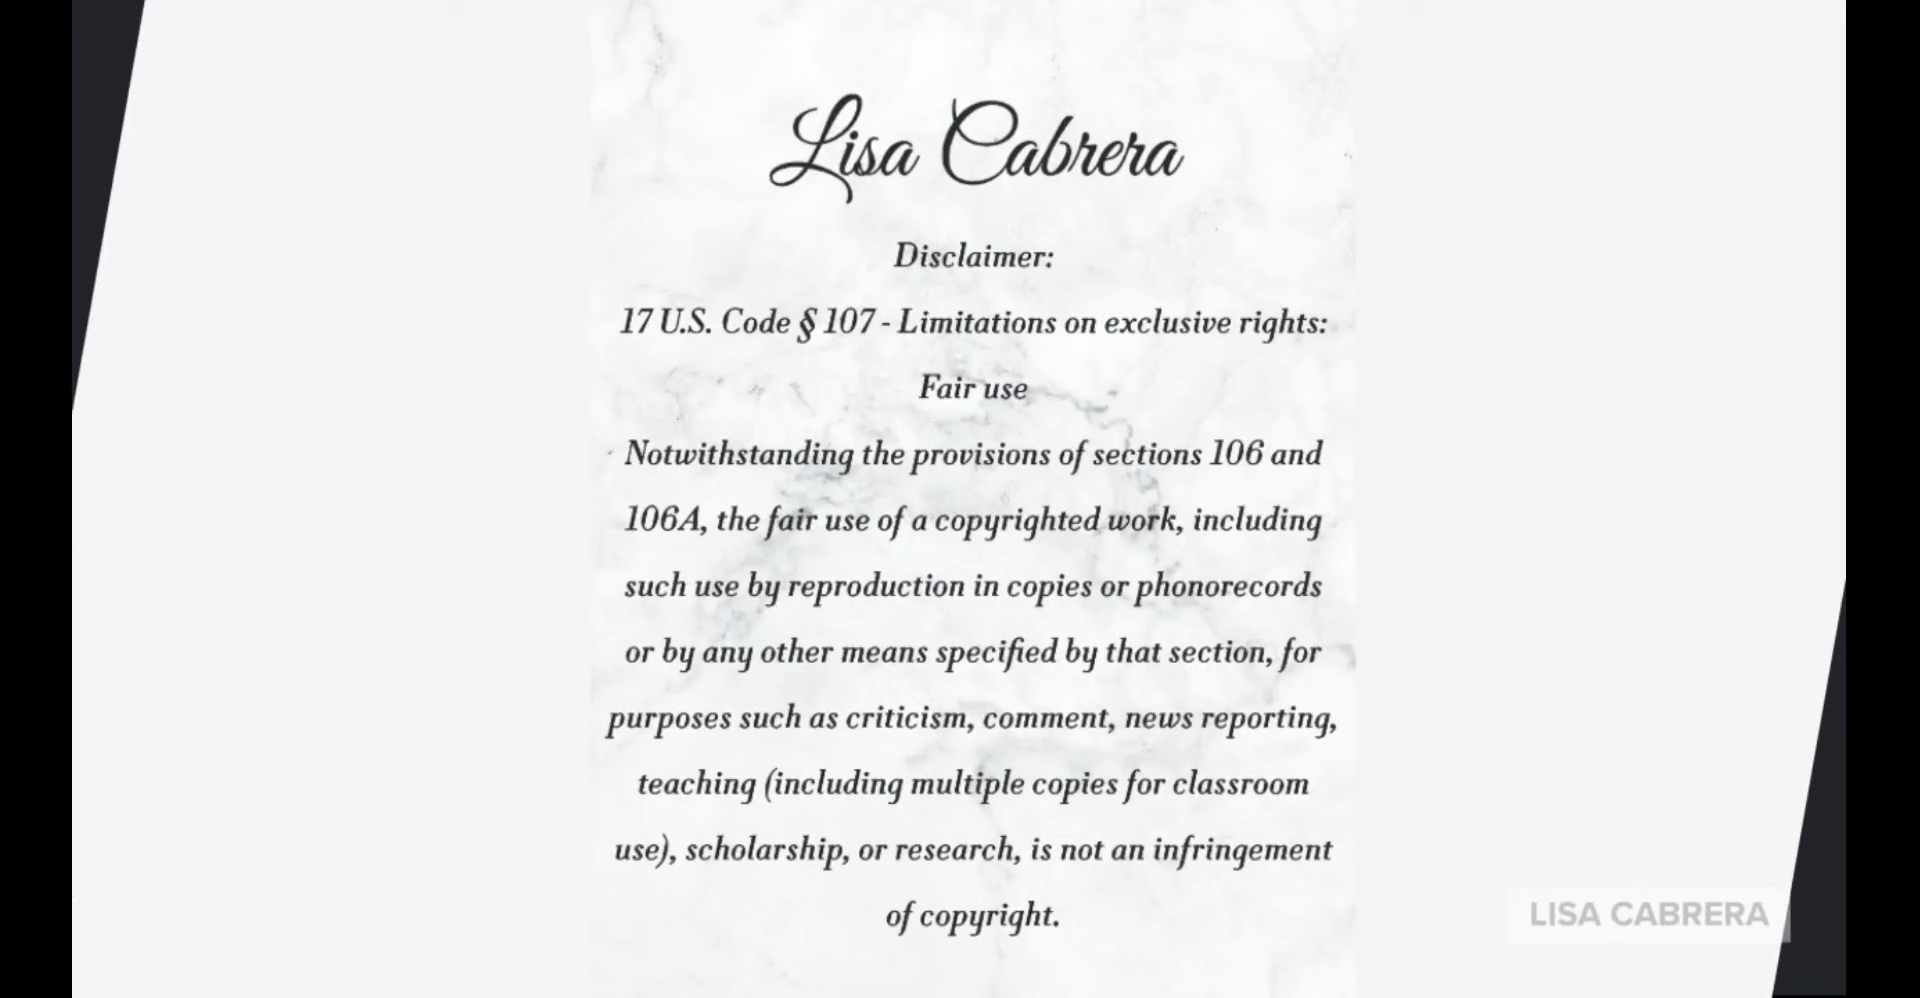 Lisa Cabrera
Disclaimer:
17 U.S. Code § 107 - Limitations on exclusive rights:
Fair use
Notwithstanding the provisions of sections 106 and
106A, the fair use of a copyrighted work, including
such use by reproduction in copies or phonorecords
or by any other means specified by that section, for
purposes such as criticism, comment, news reporting,
teaching (including multiple copies for classroom
use), scholarship, or research, is not an infringement
of copyright.
LISA CABRERA